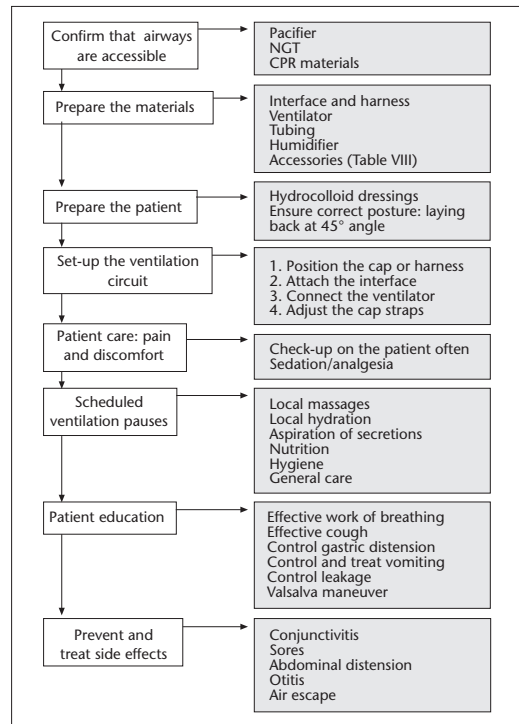 Confirm that airways
are accessible
Pacifier
NGT
CPR materials
Prepare the materials
Interface and harness
Ventilator
Tubing
Humidifier
Accessories (Table VIII)
Prepare the patient
Hydrocolloid dressings
Ensure correct posture: laying
back at 45° angle
Set-up the ventilation
circuit
1. Position the cap or harness
2. Attach the interface
3. Connect the ventilator
4. Adjust the cap straps
Patient care: pain
and discomfort
Check-up on the patient often
Sedation/analgesia
Scheduled
ventilation pauses
Local massages
Local hydration
Aspiration of secretions
Nutrition
Hygiene
General care
Patient education
Effective work of breathing
Effective cough
Control gastric distension
Control and treat vomiting
Control leakage
Valsalva maneuver
Prevent and
treat side effects
Conjunctivitis
Sores
Abdominal distension
Otitis
Air escape